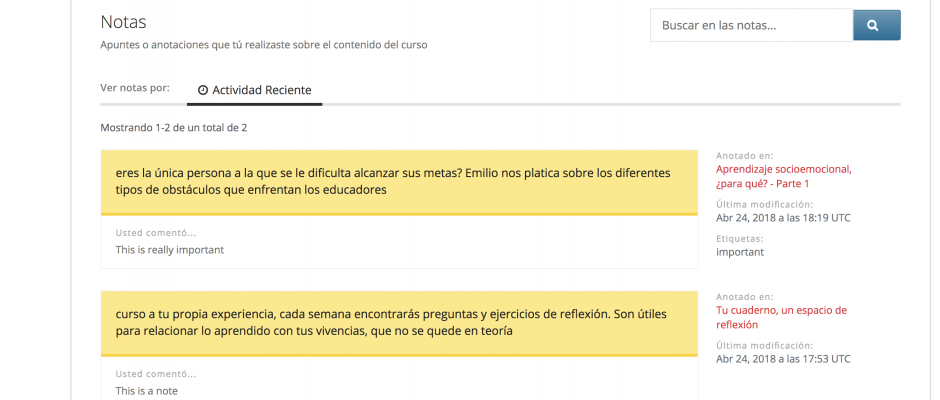 Notas
Buscar en las notas...
Apuntes o anotaciones que tú realizaste sobre el contenido del curso
Ver notas por:
Actividad Reciente
Mostrando 1-2 de un total de 2
eres la única persona a la que se le dificulta alcanzar sus metas? Emilio nos platica sobre los diferentes
tipos de obstáculos que enfrentan los educadores
Usted comentó...
This is really important
Anotado en:
Aprendizaje socioemocional,
¿para qué? - Parte 1
Última modificación:
Abr 24, 2018 a las 18:19 UTC
Etiquetas:
important
curso a tu propia experiencia, cada semana encontrarás preguntas y ejercicios de reflexión. Son útiles
para relacionar lo aprendido con tus vivencias, que no se quede en teoría
Usted comentó...
This is a note
Anotado en:
Tu cuaderno, un espacio de
reflexión
Última modificación:
Abr 24, 2018 a las 17:53 UTC